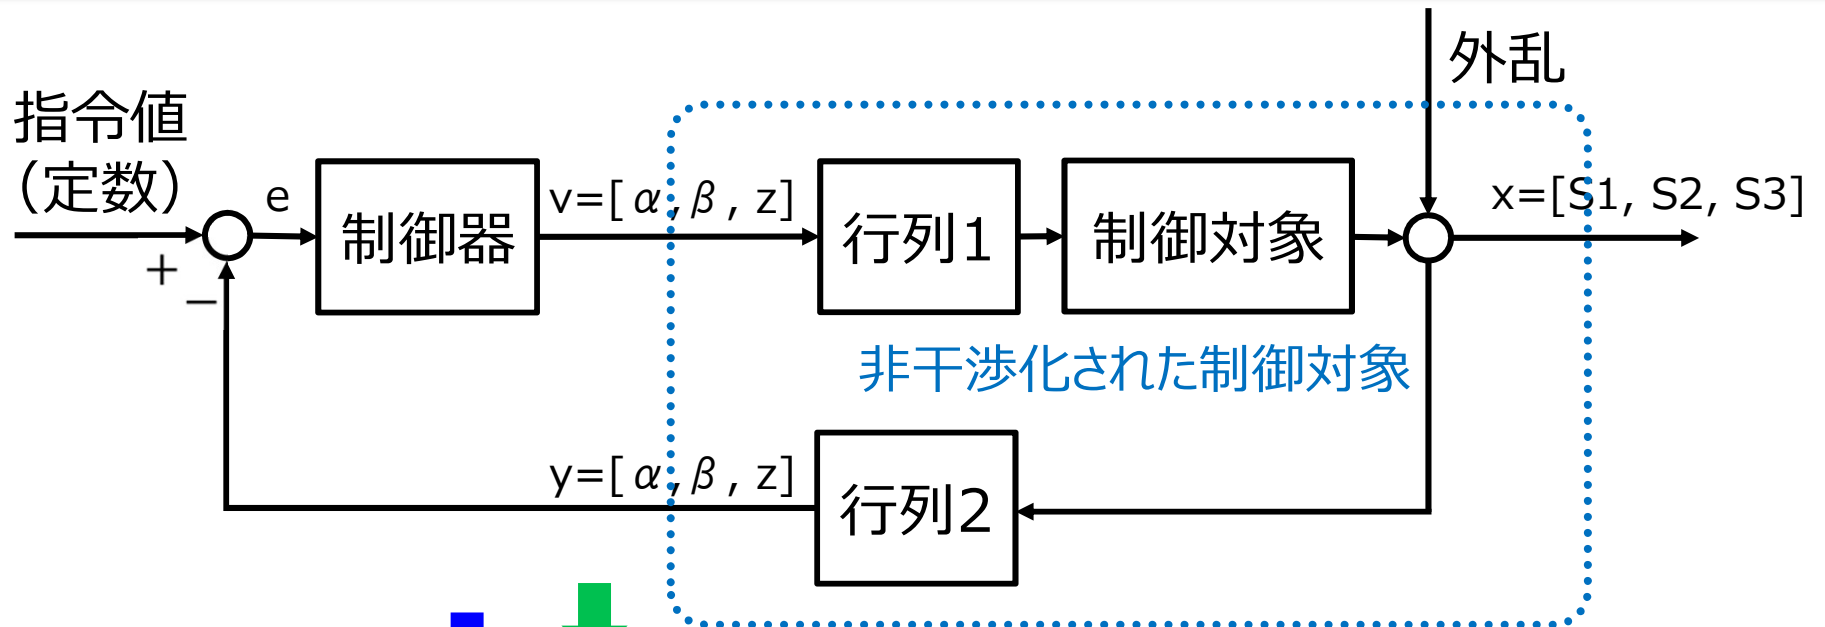 外乱
指令値
（定数）
e
制御器
v=[α,β,z]
行列1
制御対象
x=[S1, S2, S3]
+
−
非干渉化された制御対象
y=[α,β,z]
行列2